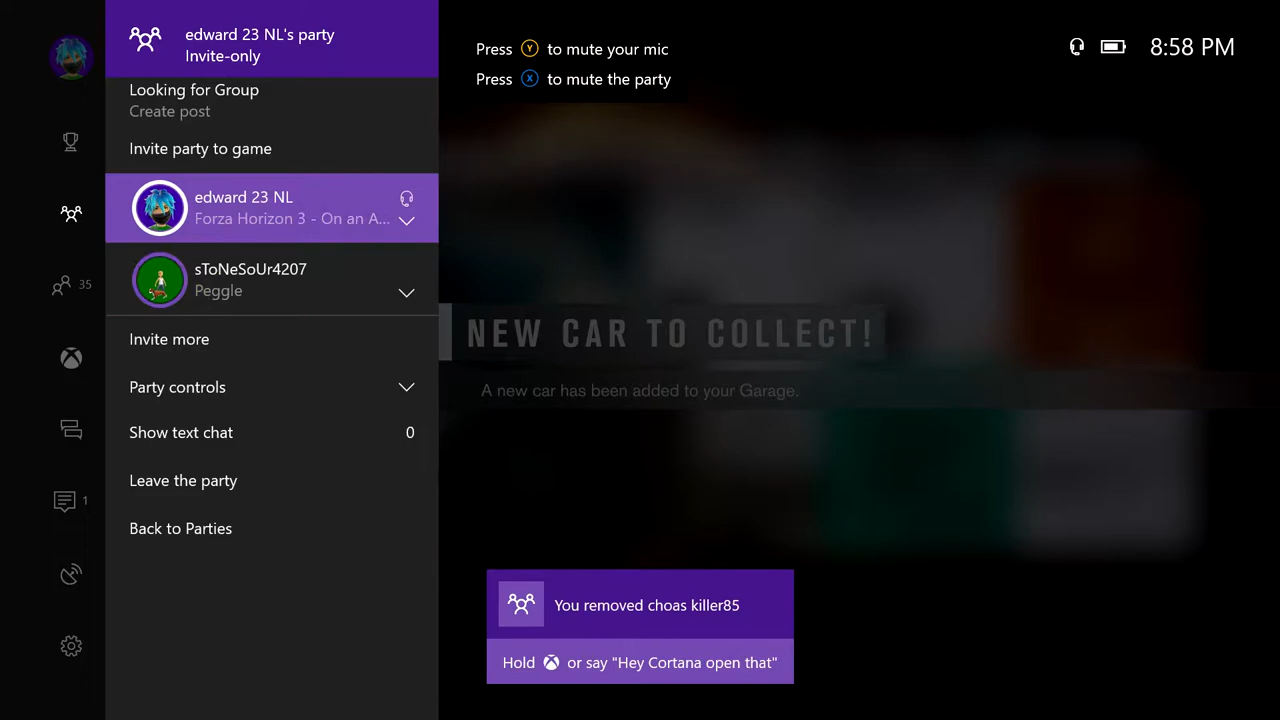 edward 23 NL's party
Invite-only
Looking for Group
Create post
Invite party to game
edward 23 NL
Forza Horizon 3 - On an A...
sToNeSoUr4207
Peggle
Invite more
Party controls
Show text chat 0
Leave the party
Back to Parties
35
1
Press Y to mute your mic
Press X to mute the party
8:58 PM
NEW CAR TO COLLECT!
A new car has been added to your Garage.
You removed choas killer85
Hold or say "Hey Cortana open that"